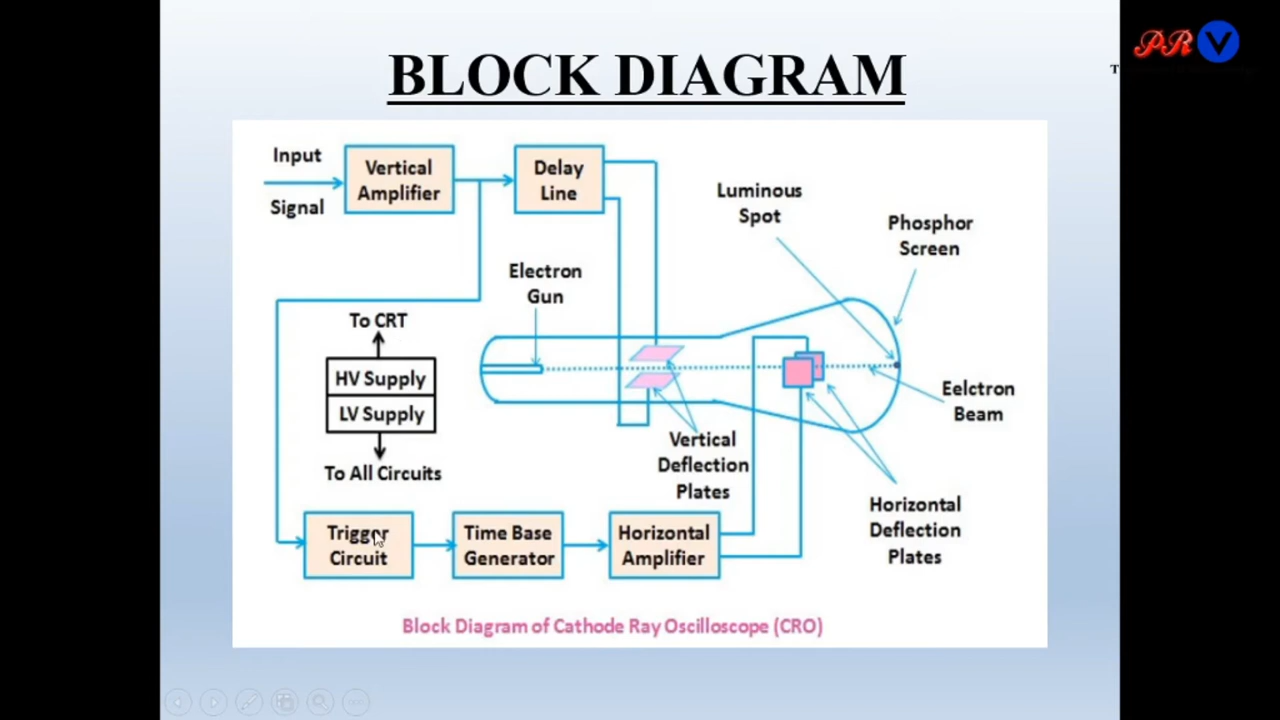 BLOCK DIAGRAM
PR V
T
Input
Signal
Vertical
Amplifier
Delay
Line
Luminous
Spot
Phosphor
Screen
Electron
Gun
To CRT
HV Supply
LV Supply
To All Circuits
Eelctron
Beam
Vertical
Deflection
Plates
Horizontal
Deflection
Plates
Trigger
Circuit
Time Base
Generator
Horizontal
Amplifier
Block Diagram of Cathode Ray Oscilloscope (CRO)